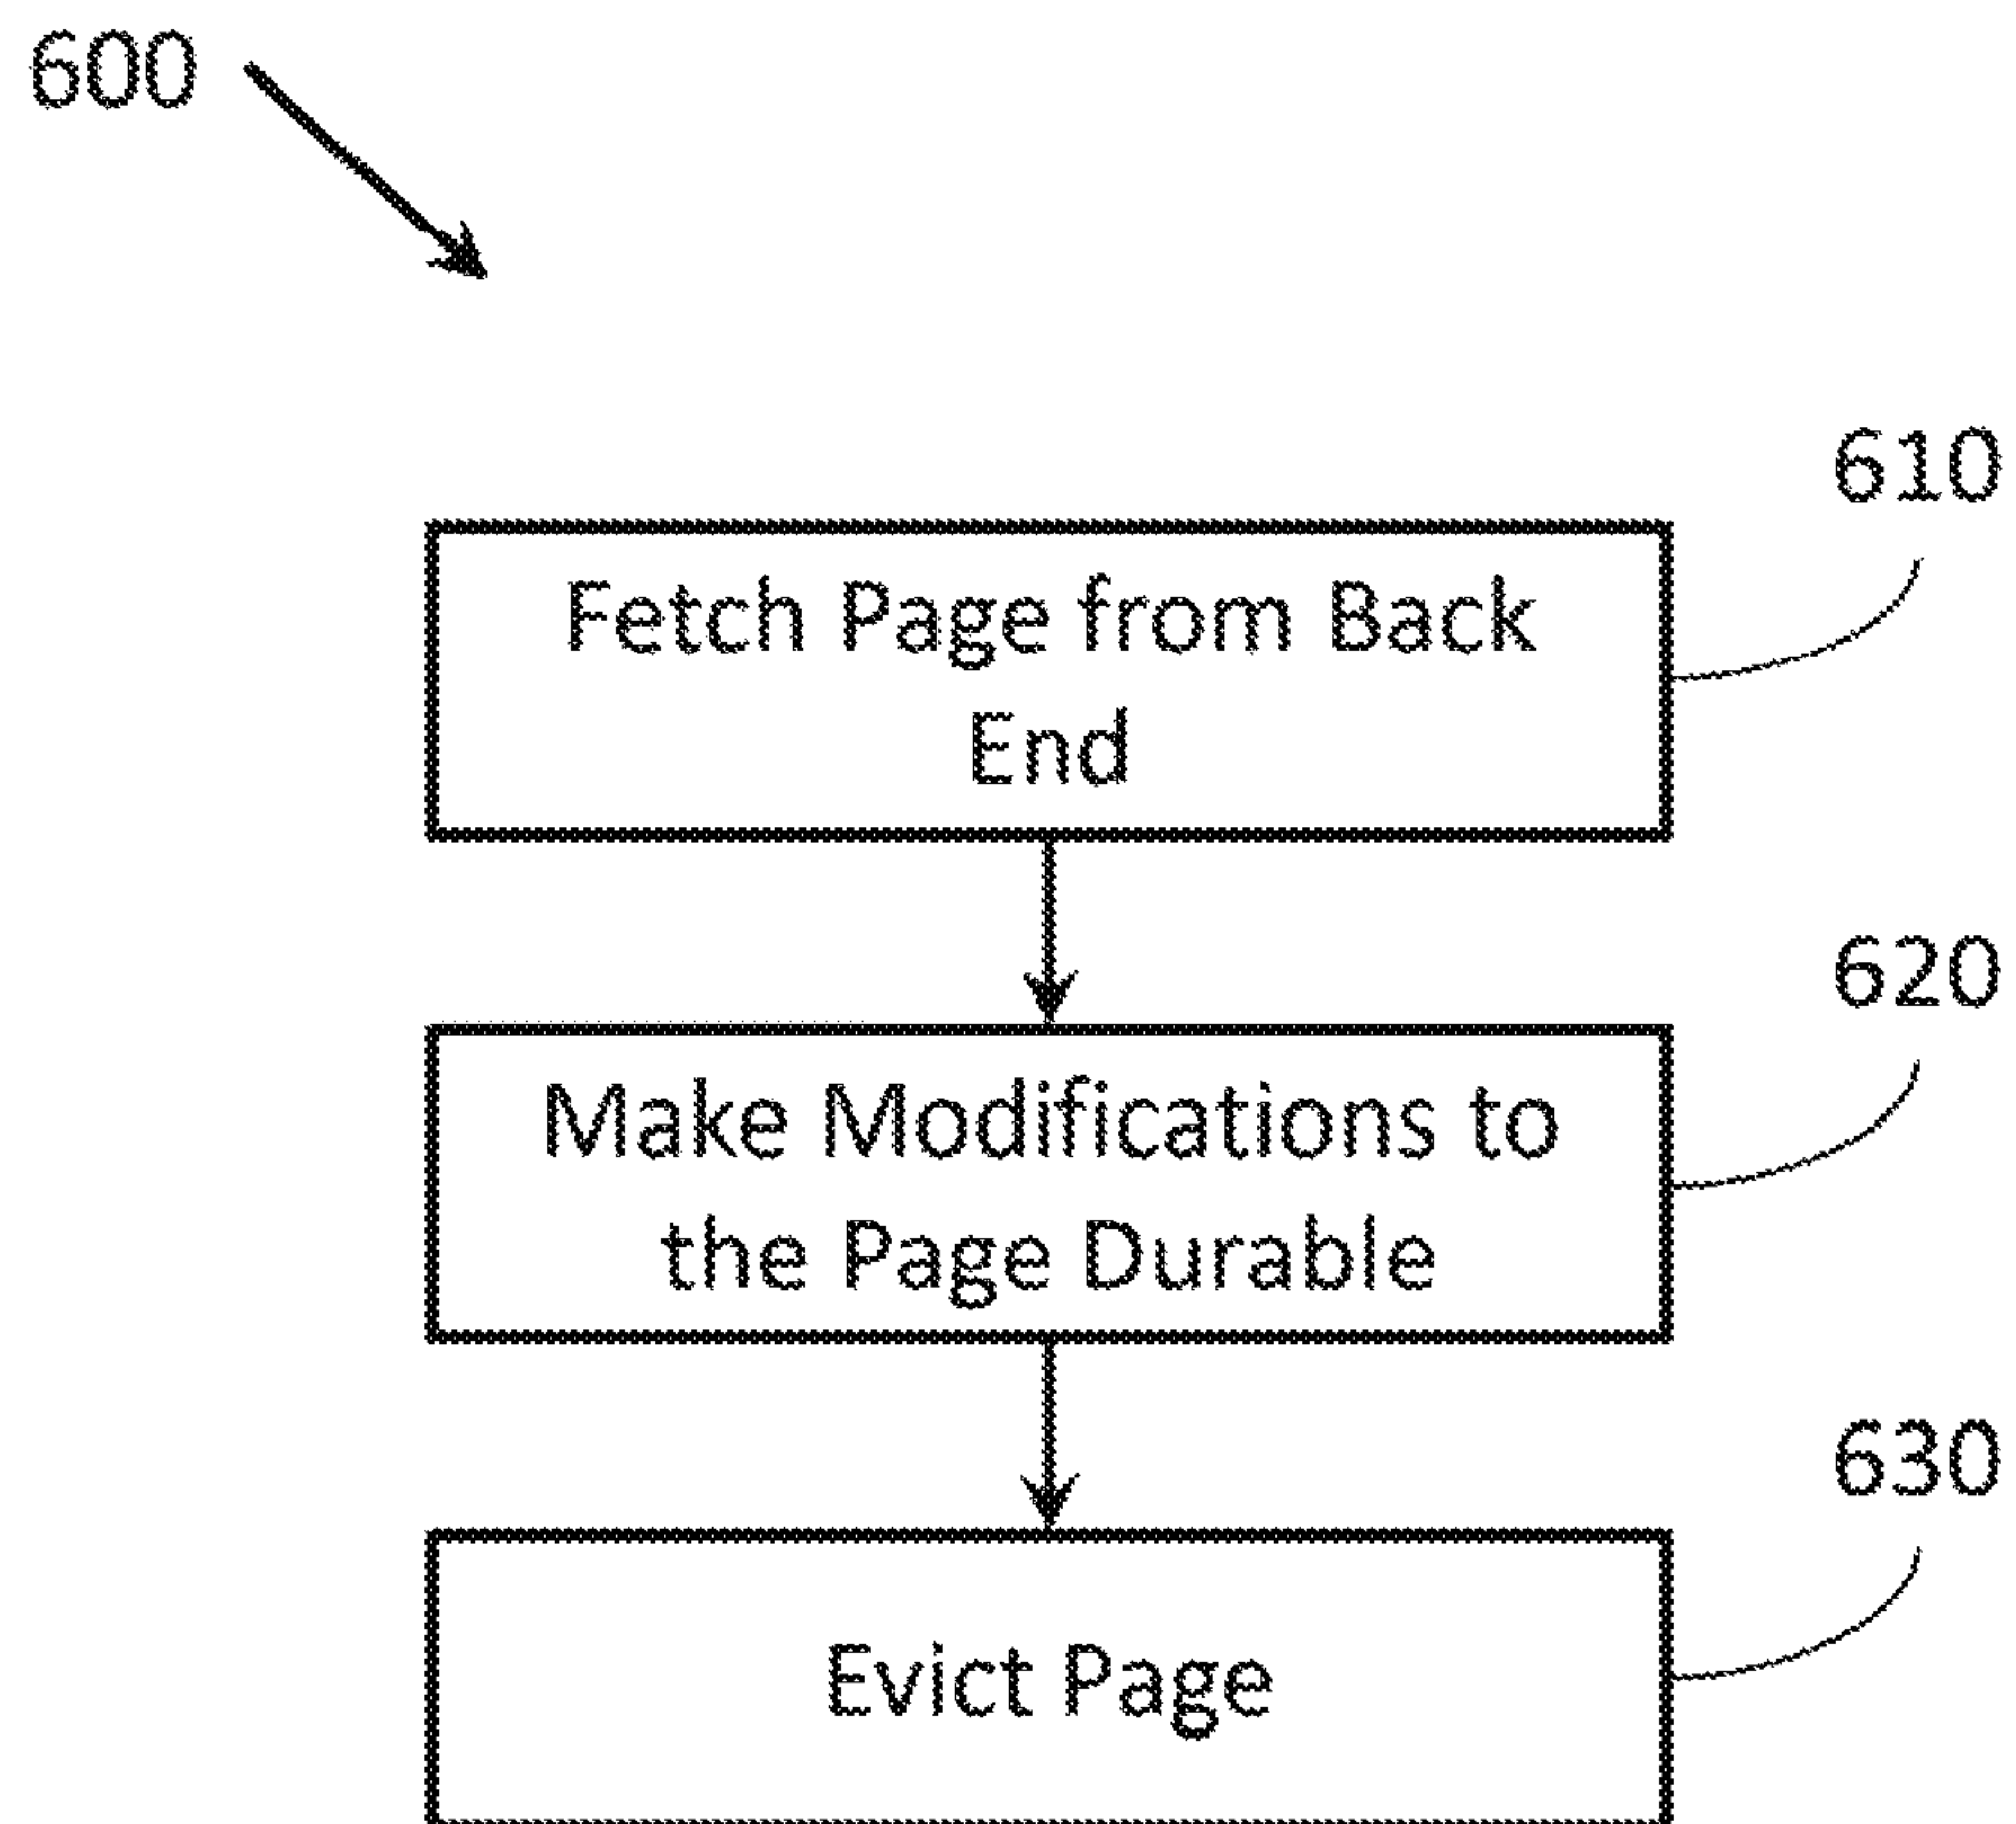 600
610
Fetch Page from Back
End
620
Make Modifications to
the Page Durable
630
Evict Page